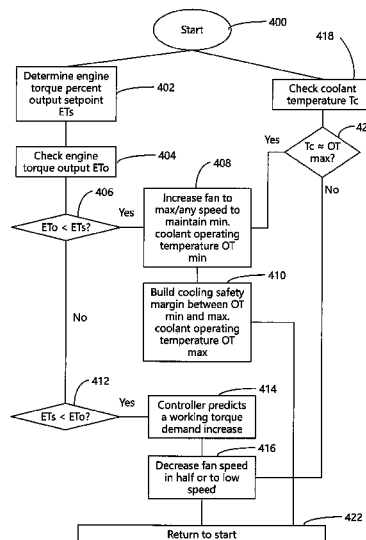 Start
400
418
Determine engine
torque percent
output setpoint
ETs
402
Check coolant
temperature Tc
Check engine
torque output ETo
404
42
Tc ≈ OT
max?
Yes
No
406
ETo < ETs?
Yes
408
Increase fan to
max/any speed to
maintain min.
coolant operating
temperature OT
min
410
Build cooling safety
margin between OT
min and max.
coolant operating
temperature OT
max
No
412
ETs < ETo?
Yes
414
Controller predicts
a working torque
demand increase
416
Decrease fan speed
in half or to low
speed
422
Return to start